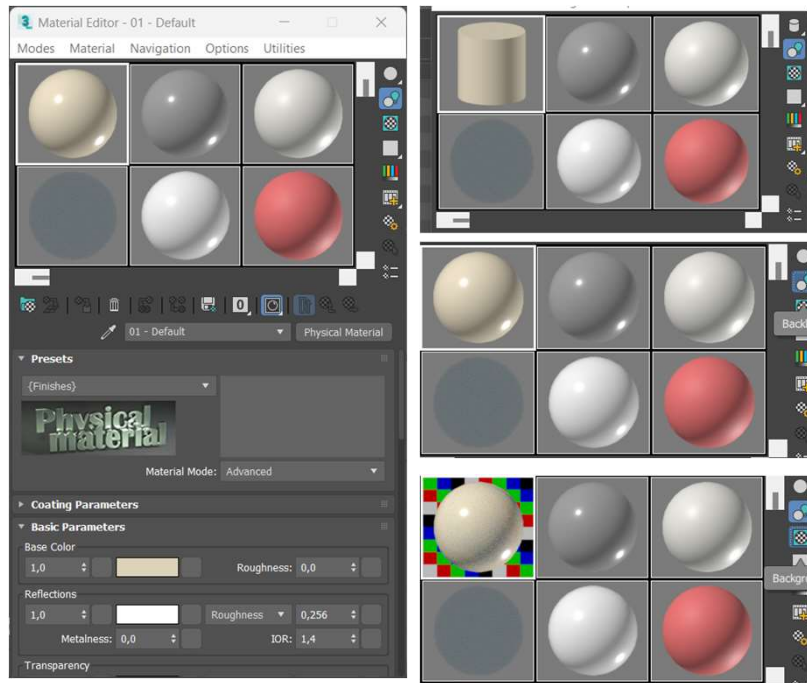 Material Editor - 01 - Default
Modes Material Navigation Options Utilities
0
01 - Default Physical Material
Presets
{Finishes}
Physical
material
Material Mode: Advanced
Coating Parameters
Basic Parameters
Base Color
1,0 Roughness: 0,0
Reflections
1,0 Roughness 0,256
Metalness: 0,0 IOR: 1,4
Transparency